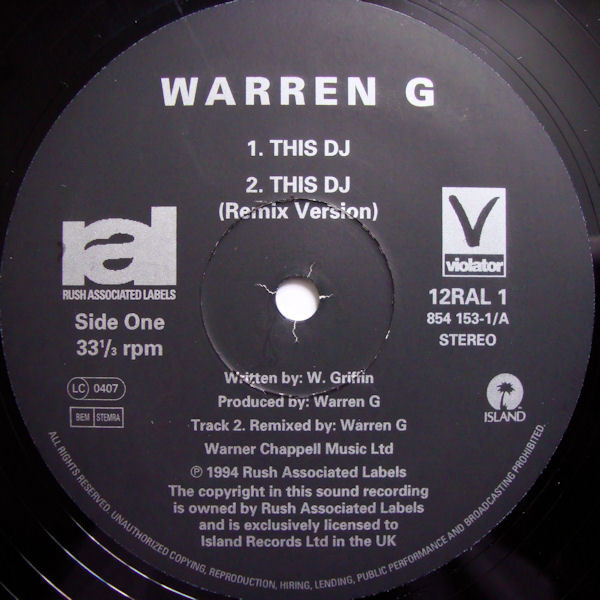 WARREN G
1. THIS DJ
2. THIS DJ
(Remix Version)
ral
RUSH ASSOCIATED LABELS
Side One
33⅓ rpm
V
violator
12RAL 1
854 153-1/A
STEREO
LC 0407
BIEM STEMRA
ISLAND
Written by: W. Griffin
Produced by: Warren G
Track 2. Remixed by: Warren G
Warner Chappell Music Ltd
℗ 1994 Rush Associated Labels
The copyright in this sound recording
is owned by Rush Associated Labels
and is exclusively licensed to
Island Records Ltd in the UK
ALL RIGHTS RESERVED. UNAUTHORIZED COPYING, REPRODUCTION, HIRING, LENDING, PUBLIC PERFORMANCE AND BROADCASTING PROHIBITED.